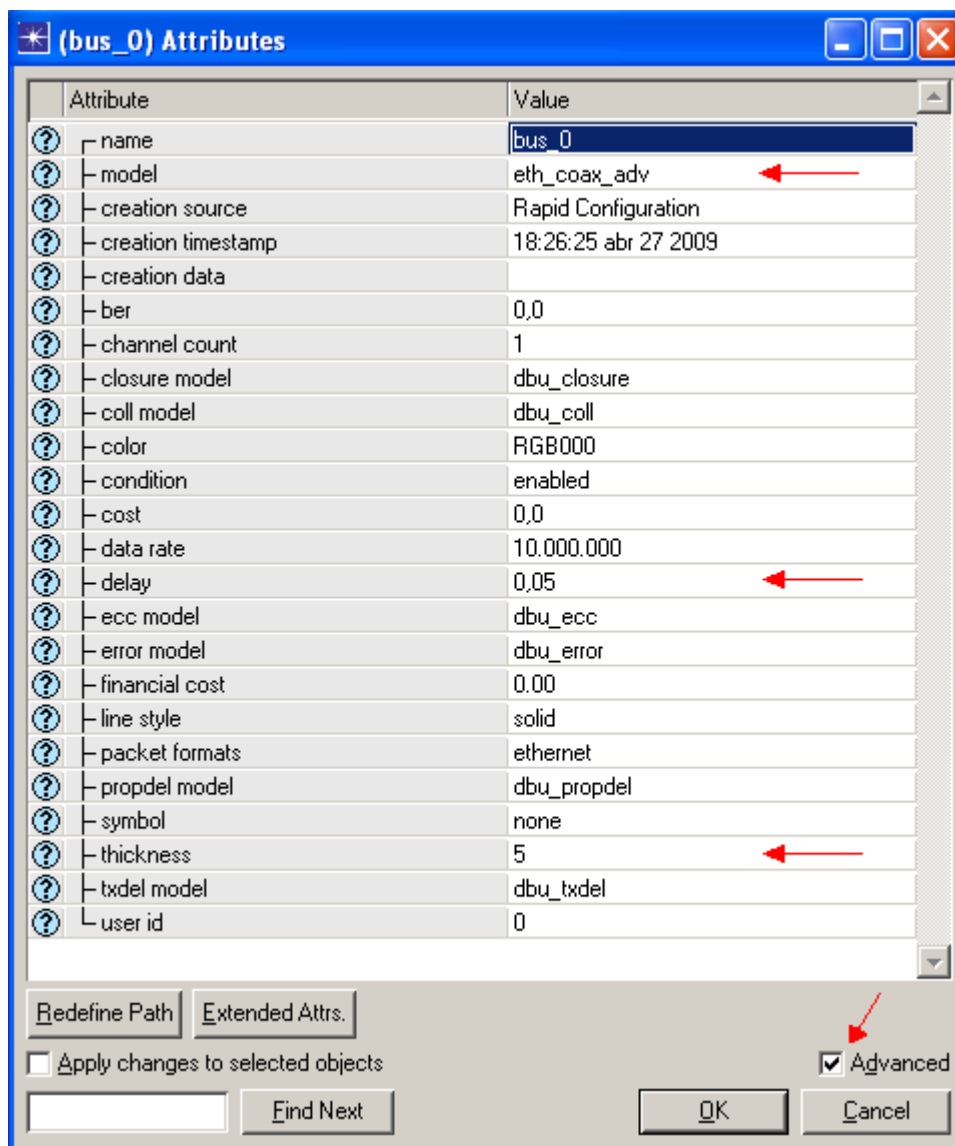 (bus_0) Attributes
Attribute Value
name bus_0
model eth_coax_adv
creation source Rapid Configuration
creation timestamp 18:26:25 abr 27 2009
creation data
ber 0,0
channel count 1
closure model dbu_closure
coll model dbu_coll
color RGB000
condition enabled
cost 0,0
data rate 10.000.000
delay 0,05
ecc model dbu_ecc
error model dbu_error
financial cost 0.00
line style solid
packet formats ethernet
propdel model dbu_propdel
symbol none
thickness 5
txdel model dbu_txdel
user id 0
Redefine Path Extended Attrs.
Apply changes to selected objects Advanced
Find Next OK Cancel